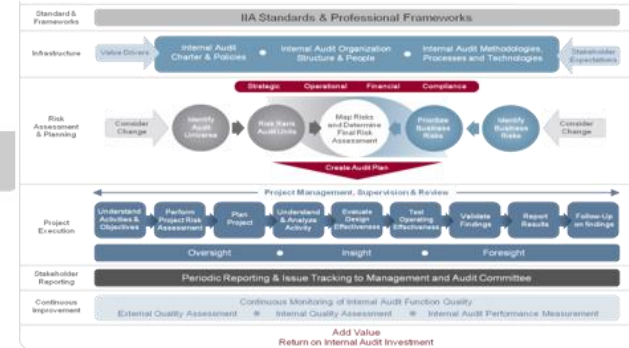 Standard &
Frameworks
IIA Standards & Professional Frameworks
Infrastructure
Value Drivers
Internal Audit
Charter & Policies
Internal Audit Organization
Structure & People
Internal Audit Methodologies,
Processes and Technologies
Stakeholder
Expectations
Strategic Operational Financial Compliance
Risk
Assessment
& Planning
Consider
Change
Identify
Audit
Universe
Risk Rank
Audit Units
Map Risks
and Determine
Final Risk
Assessment
Prioritize
Business
Risks
Identify
Business
Risks
Consider
Change
Create Audit Plan
Project Management, Supervision & Review
Project
Execution
Understand
Activities &
Objectives
Perform
Project Risk
Assessment
Plan
Project
Understand
& Analyze
Activity
Evaluate
Design
Effectiveness
Test
Operating
Effectiveness
Validate
Findings
Report
Results
Follow-Up
on findings
Oversight Insight Foresight
Stakeholder
Reporting
Periodic Reporting & Issue Tracking to Management and Audit Committee
Continuous
Improvement
Continuous Monitoring of Internal Audit Function Quality
External Quality Assessment Internal Quality Assessment Internal Audit Performance Measurement
Add Value
Return on Internal Audit Investment